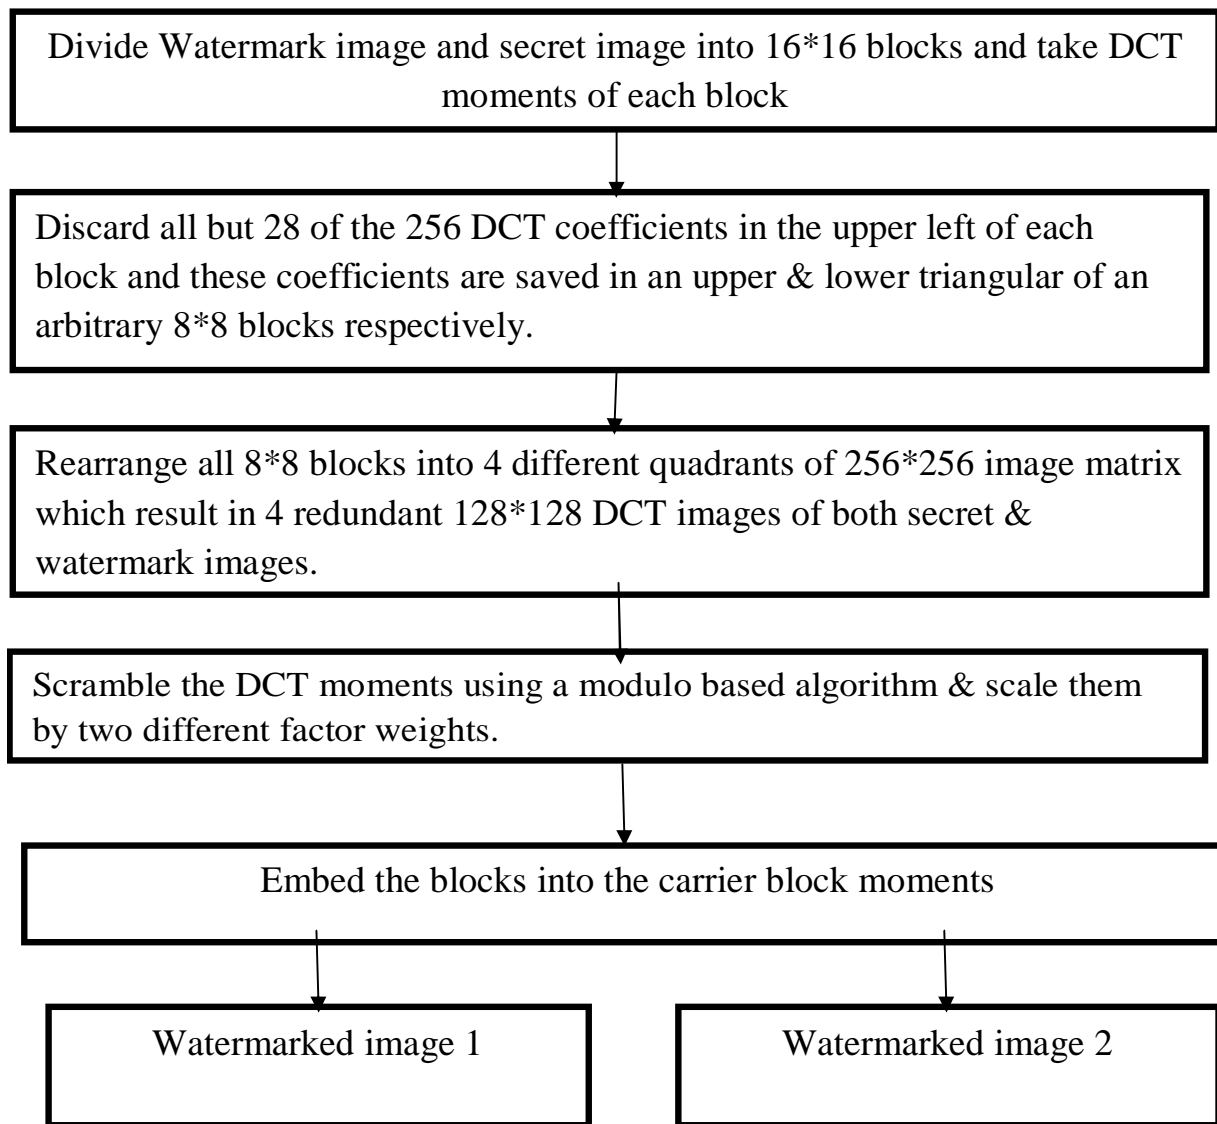 Divide Watermark image and secret image into 16*16 blocks and take DCT
moments of each block
Discard all but 28 of the 256 DCT coefficients in the upper left of each
block and these coefficients are saved in an upper & lower triangular of an
arbitrary 8*8 blocks respectively.
Rearrange all 8*8 blocks into 4 different quadrants of 256*256 image matrix
which result in 4 redundant 128*128 DCT images of both secret &
watermark images.
Scramble the DCT moments using a modulo based algorithm & scale them
by two different factor weights.
Embed the blocks into the carrier block moments
Watermarked image 1
Watermarked image 2